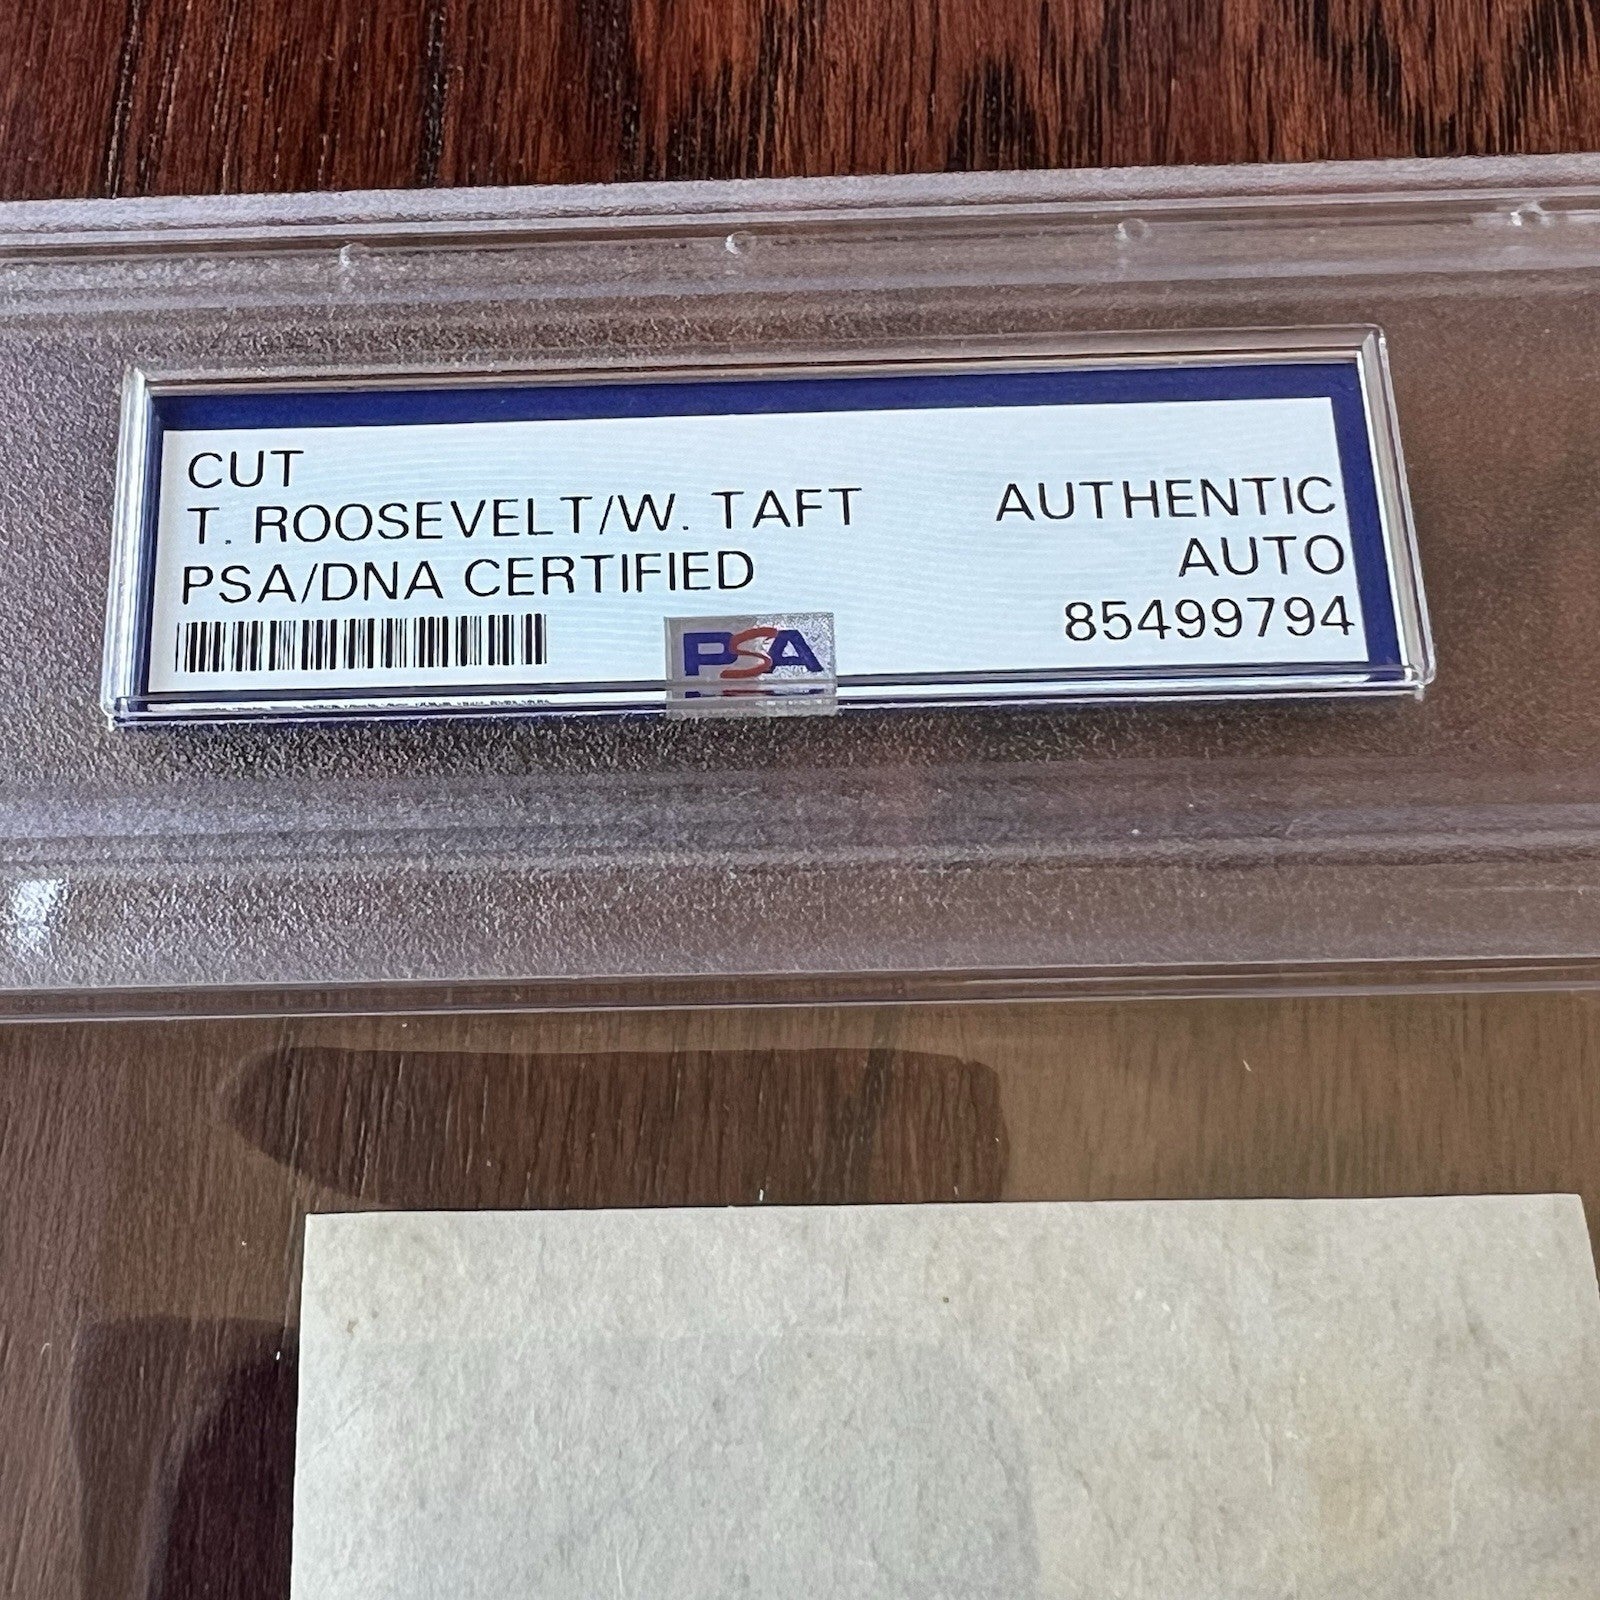 CUT
T. ROOSEVELT/W. TAFT
PSA/DNA CERTIFIED
AUTHENTIC
AUTO
85499794
PSA